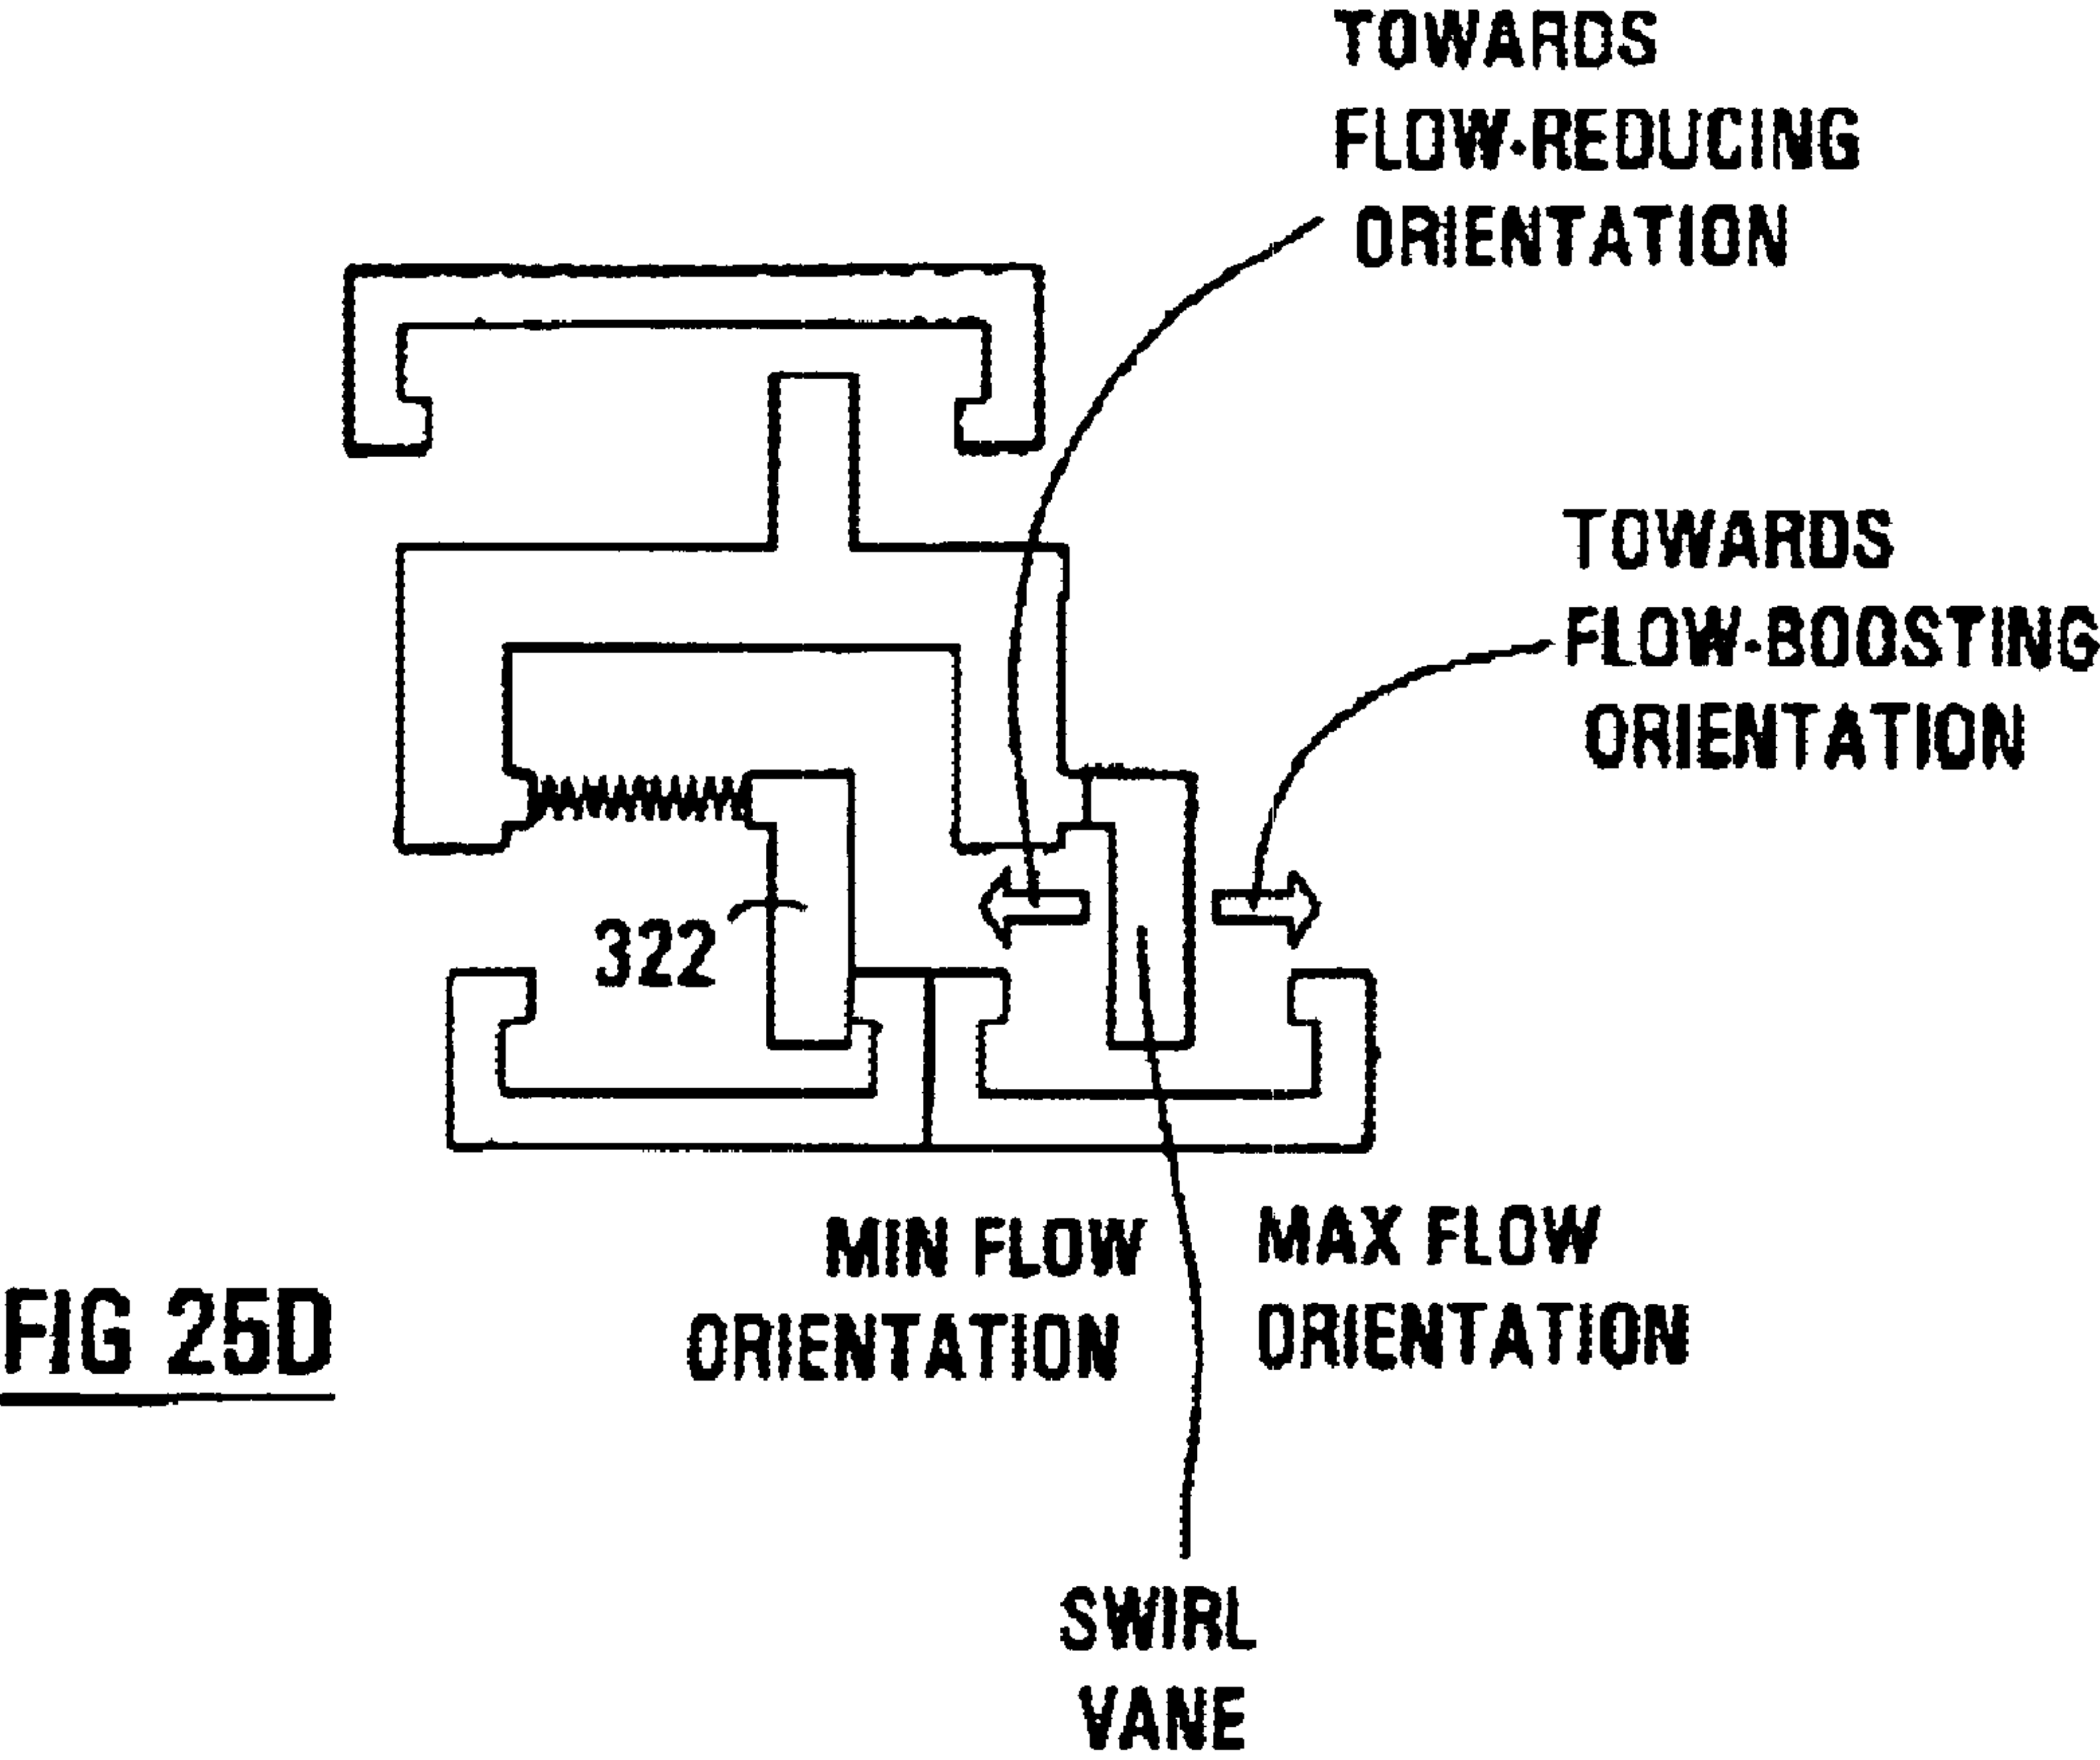 TOWARDS
FLOW-REDUCING
ORIENTATION
TOWARDS
FLOW-BOOSTING
ORIENTATION
322
MIN FLOW
ORIENTATION
MAX FLOW
ORIENTATION
FIG 25D
SWIRL
VANE